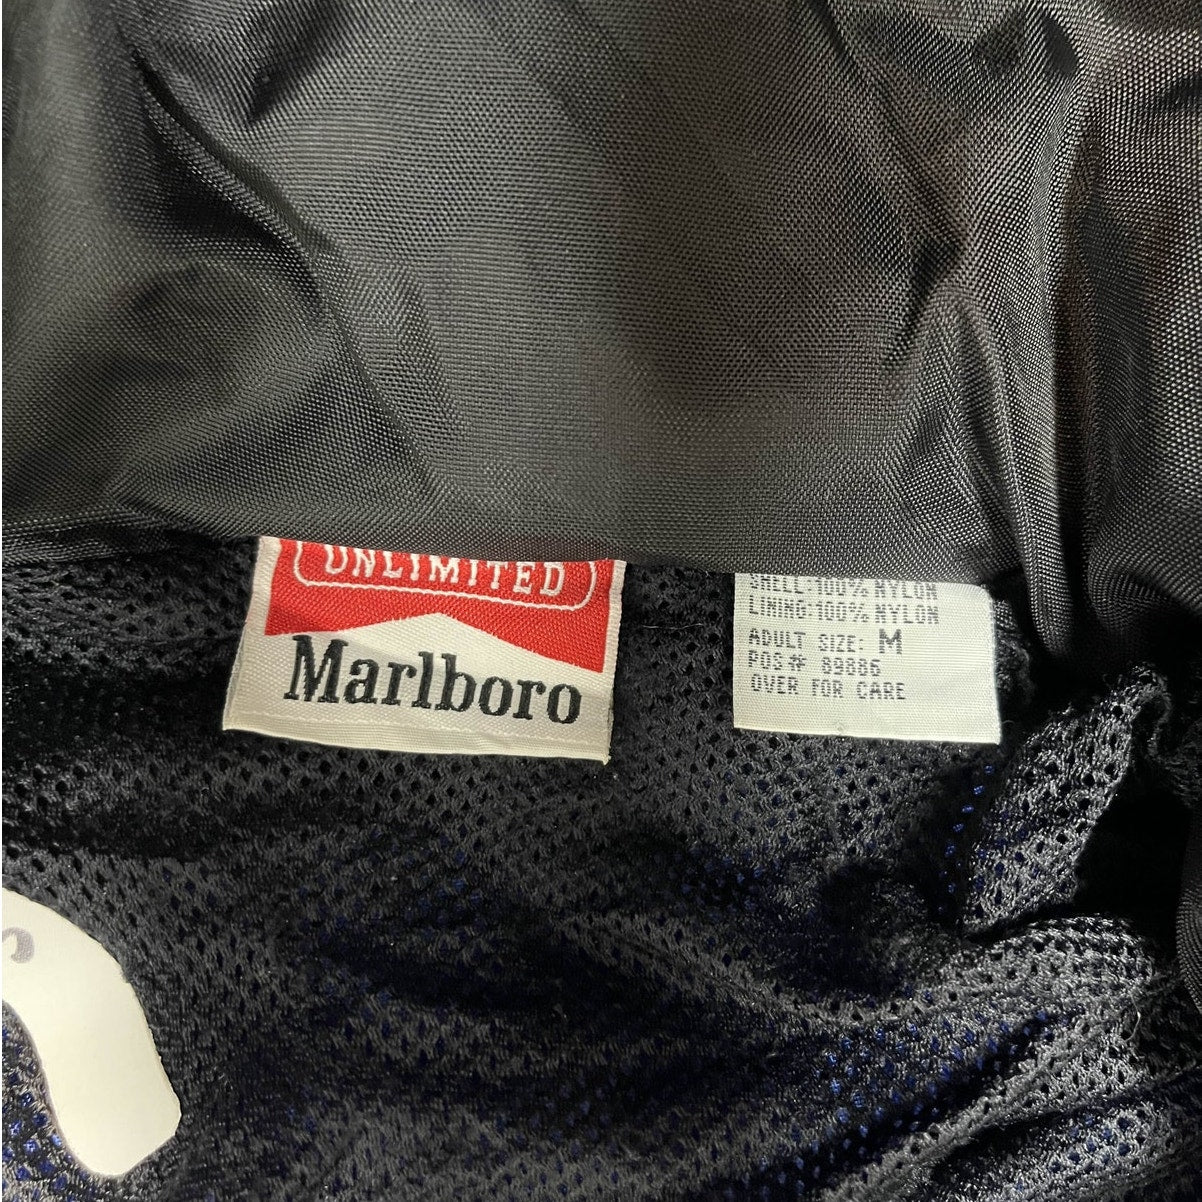 UNLIMITED
Marlboro
SHELL:100% NYLON
LINING:100% NYLON
ADULT SIZE: M
POS# 89886
OVER FOR CARE